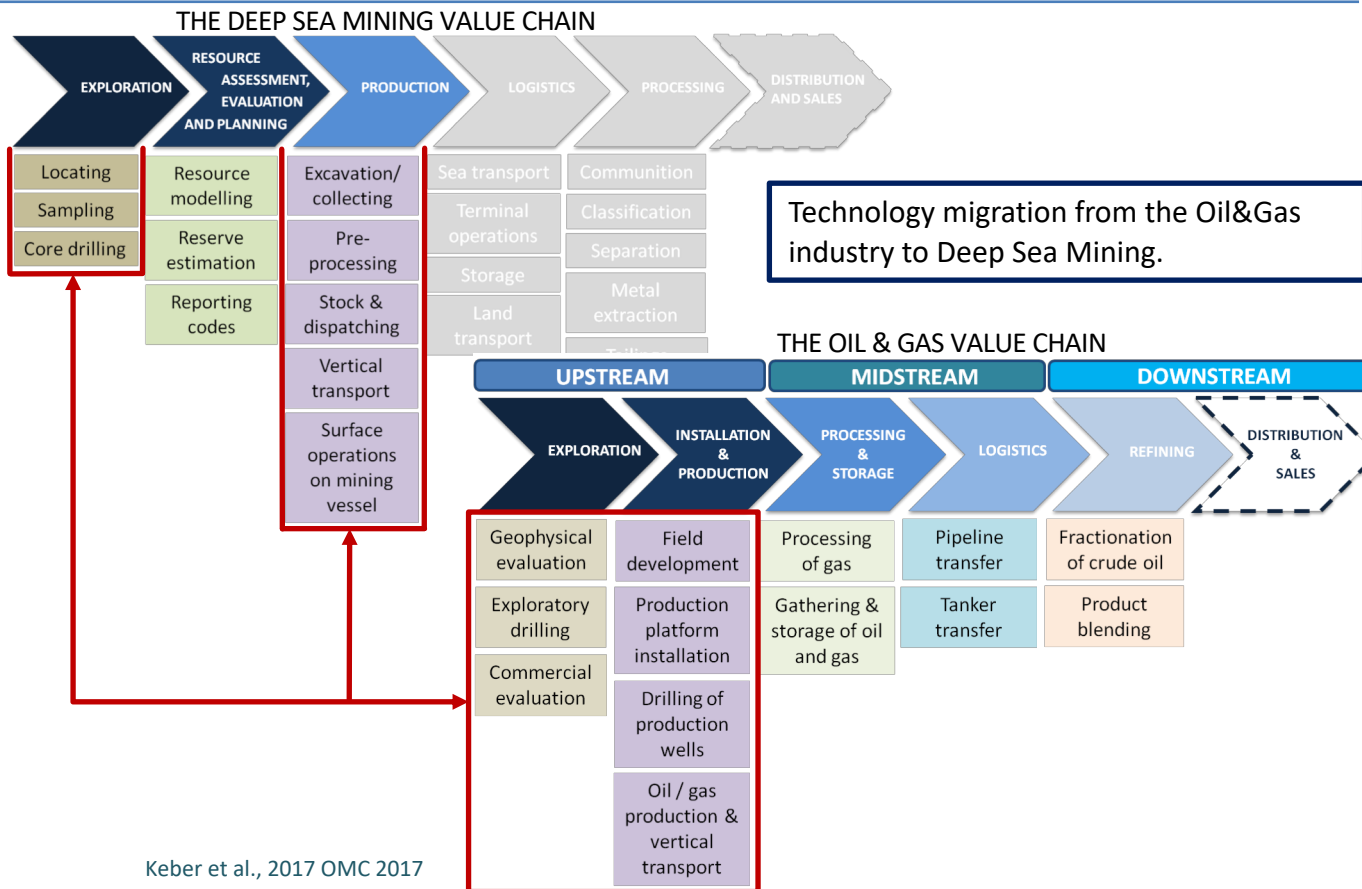 THE DEEP SEA MINING VALUE CHAIN
EXPLORATION
RESOURCE
ASSESSMENT,
EVALUATION
AND PLANNING
PRODUCTION
LOGISTICS
PROCESSING
DISTRIBUTION
AND SALES
Locating
Sampling
Core drilling
Resource
modelling
Reserve
estimation
Reporting
codes
Excavation/
collecting
Pre-
processing
Stock &
dispatching
Vertical
transport
Surface
operations
on mining
vessel
Sea transport
Terminal
operations
Storage
Land
transport
Communition
Classification
Separation
Metal
extraction
Technology migration from the Oil&Gas
industry to Deep Sea Mining.
THE OIL & GAS VALUE CHAIN
UPSTREAM
MIDSTREAM
DOWNSTREAM
EXPLORATION
INSTALLATION
&
PRODUCTION
PROCESSING
&
STORAGE
LOGISTICS
REFINING
DISTRIBUTION
&
SALES
Geophysical
evaluation
Exploratory
drilling
Commercial
evaluation
Field
development
Production
platform
installation
Drilling of
production
wells
Oil / gas
production &
vertical
transport
Processing
of gas
Gathering &
storage of oil
and gas
Pipeline
transfer
Tanker
transfer
Fractionation
of crude oil
Product
blending
Keber et al., 2017 OMC 2017